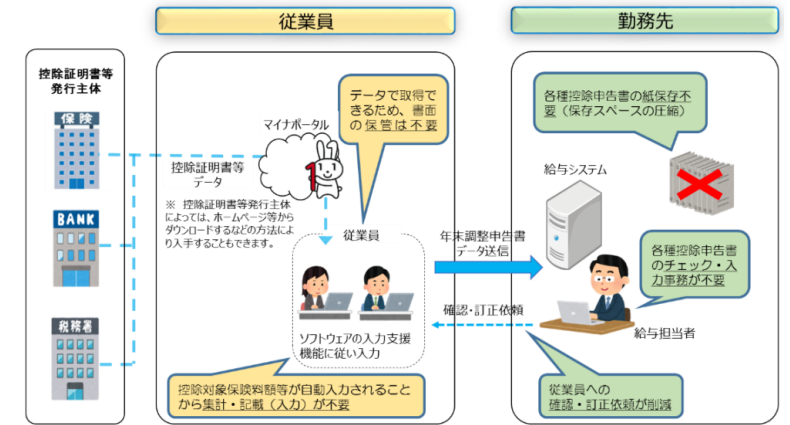 従業員
勤務先
控除証明書等
発行主体
保険
BANK
税務署
マイナポータル
1
控除証明書等
データ
※ 控除証明書等発行主体
によっては、ホームページ等から
ダウンロードするなどの方法によ
り入手することもできます。
データで取得で
きるため、書面
の保管は不要
従業員
ソフトウェアの入力支援
機能に従い入力
控除対象保険料額等が自動入力されること
から集計・記載（入力）が不要
年末調整申告書
データ送信
確認・訂正依頼
各種控除申告書の紙保存不
要（保存スペースの圧縮）
給与システム
各種控除申告書
のチェック・入
力事務が不要
給与担当者
従業員への
確認・訂正依頼が削減